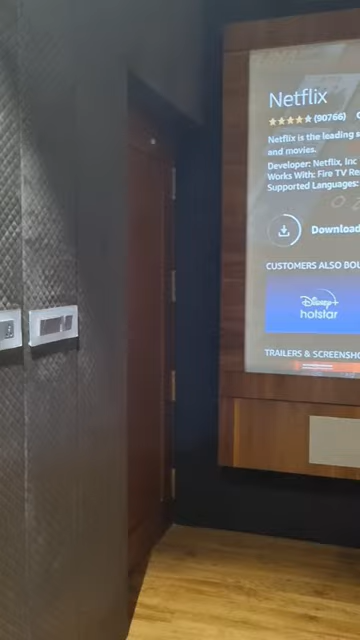 Netflix
(90766)
Netflix is the leading s
and movies.
Developer: Netflix, Inc
Works With: Fire TV Re
Supported Languages:
Download
CUSTOMERS ALSO BOU
Disney+
hotstar
TRAILERS & SCREENSHO